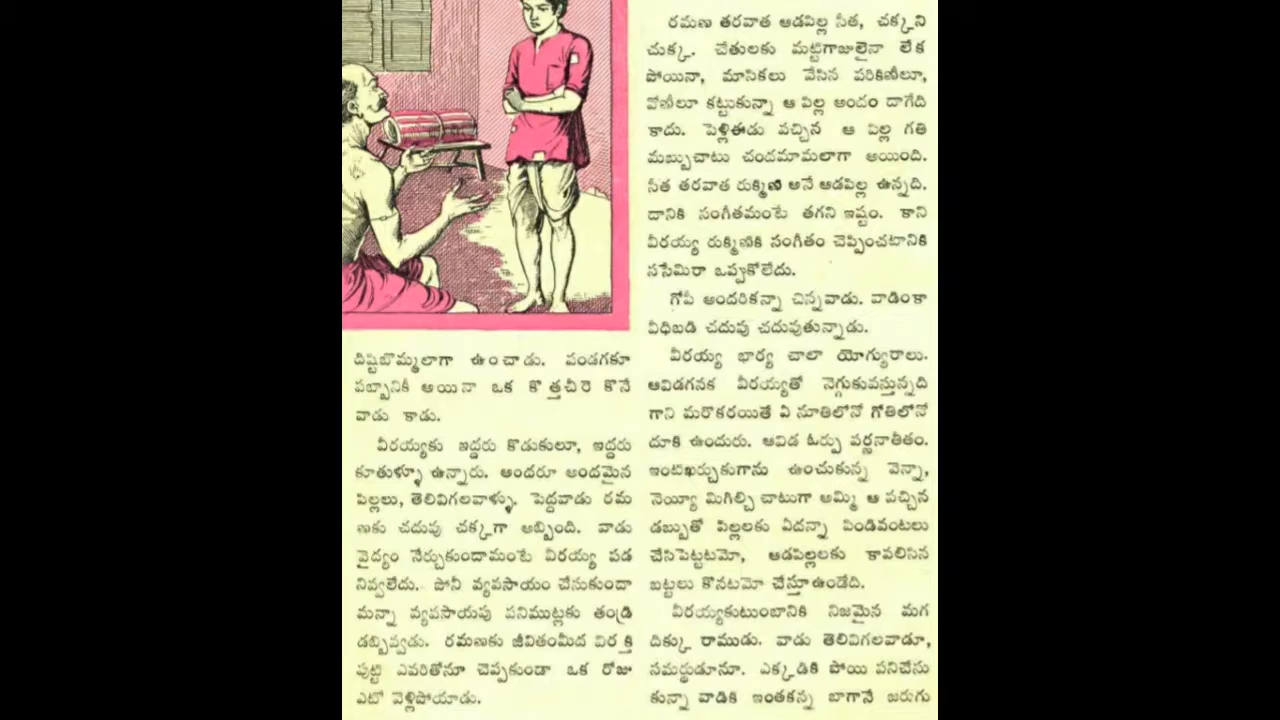 దిష్టిబొమ్మలాగా ఉంచాడు. పండగకూ
పబ్బానికీ అయినా ఒక కొత్తచీరె కొనే
వాడు కాడు.
వీరయ్యకు ఇద్దరు కొడుకులూ, ఇద్దరు
కూతుళ్ళూ ఉన్నారు. అందరూ అందమైన
పిల్లలు, తెలివిగలవాళ్ళు. పెద్దవాడు రమ
ణకు చదువు చక్కగా అబ్బింది. వాడు
వైద్యం నేర్చుకుందామంటే వీరయ్య పడ
నివ్వలేదు. పోనీ వ్యవసాయం చేసుకుందా
మన్నా వ్యవసాయపు పనిముట్లకు తండ్రి
డబ్బివ్వడు. రమణకు జీవితంమీద విరక్తి
పుట్టి ఎవరితోనూ చెప్పకుండా ఒక రోజు
ఎటో వెళ్లిపోయాడు.
రమణ తరవాత ఆడపిల్ల సీత, చక్కని
చుక్క. చేతులకు మట్టిగాజులైనా లేక
పోయినా, మాసికలు వేసిన పరికిణీలూ,
వోణీలూ కట్టుకున్నా ఆ పిల్ల అందం దాగేది
కాదు. పెళ్లిఈడు వచ్చిన ఆ పిల్ల గతి
మబ్బుచాటు చందమామలాగా అయింది.
సీత తరవాత రుక్మిణి అనే ఆడపిల్ల ఉన్నది.
దానికి సంగీతమంటే తగని ఇష్టం. కాని
వీరయ్య రుక్మిణికి సంగీతం చెప్పించటానికి
ససేమిరా ఒప్పుకోలేదు.
గోపీ అందరికన్నా చిన్నవాడు. వాడింకా
వీధిబడి చదువు చదువుతున్నాడు.
వీరయ్య భార్య చాలా యోగ్యురాలు.
ఆవిడగనక వీరయ్యతో నెగ్గుకువస్తున్నది
గాని మరొకరయితే ఏ నూతిలోనో గోతిలోనో
దూకి ఉందురు. ఆవిడ ఓర్పు వర్ణనాతీతం.
ఇంటిఖర్చుకుగాను ఉంచుకున్న వెన్నా,
నెయ్యీ మిగిల్చి చాటుగా అమ్మి ఆ వచ్చిన
డబ్బుతో పిల్లలకు ఏదన్నా పిండివంటలు
చేసిపెట్టటమో, ఆడపిల్లలకు కావలిసిన
బట్టలు కొనటమో చేస్తూఉండేది.
వీరయ్యకుటుంబానికి నిజమైన మగ
దిక్కు రాముడు. వాడు తెలివిగలవాడూ,
సమర్థుడూనూ. ఎక్కడికి పోయి పనిచేసు
కున్నా వాడికి ఇంతకన్న బాగానే జరుగు